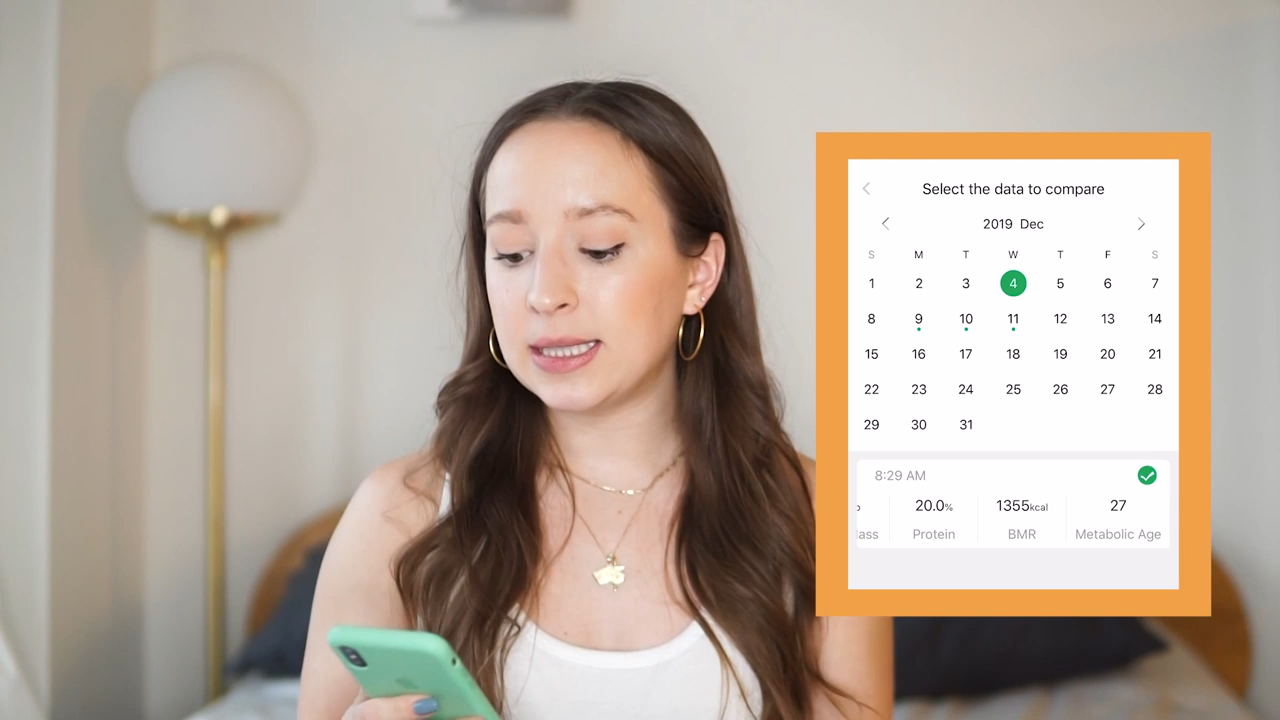 Select the data to compare
2019 Dec
S M T W T F S
1 2 3 4 5 6 7
8 9 10 11 12 13 14
15 16 17 18 19 20 21
22 23 24 25 26 27 28
29 30 31
8:29 AM
20.0% 1355kcal 27
Protein BMR Metabolic Age